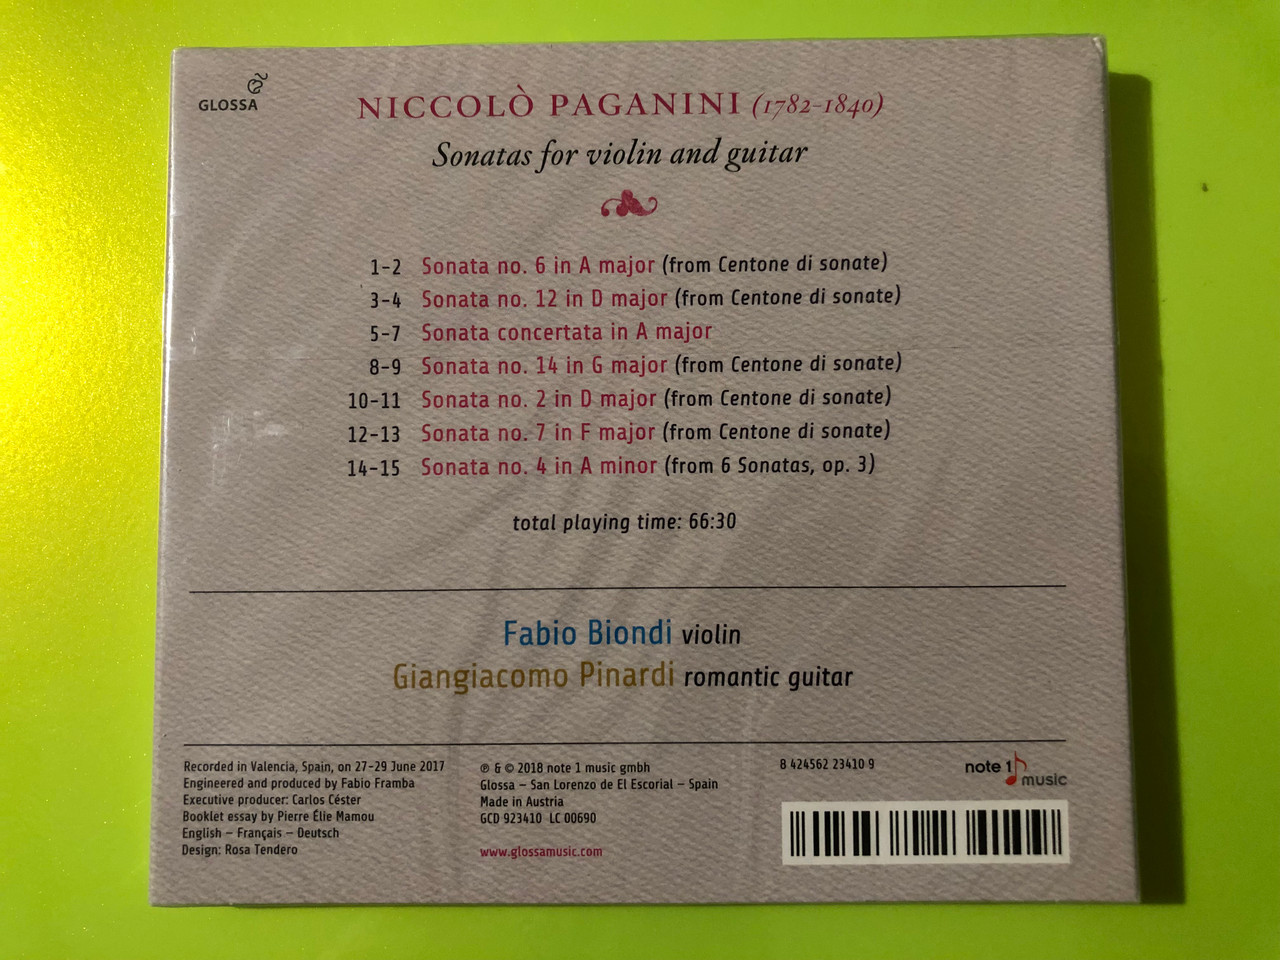 GLOSSA
NICCOLÒ PAGANINI (1782–1840)
Sonatas for violin and guitar
1–2 Sonata no. 6 in A major (from Centone di sonate)
3–4 Sonata no. 12 in D major (from Centone di sonate)
5–7 Sonata concertata in A major
8–9 Sonata no. 14 in G major (from Centone di sonate)
10–11 Sonata no. 2 in D major (from Centone di sonate)
12–13 Sonata no. 7 in F major (from Centone di sonate)
14–15 Sonata no. 4 in A minor (from 6 Sonatas, op. 3)
total playing time: 66:30
Fabio Biondi violin
Giangiacomo Pinardi romantic guitar
Recorded in Valencia, Spain, on 27-29 June 2017
Engineered and produced by Fabio Framba
Executive producer: Carlos Céster
Booklet essay by Pierre Élie Mamou
English – Français – Deutsch
Design: Rosa Tendero
℗ & © 2018 note 1 music gmbh
Glossa – San Lorenzo de El Escorial – Spain
Made in Austria
GCD 923410 LC 00690
www.glossamusic.com
8 424562 23410 9
note 1
music